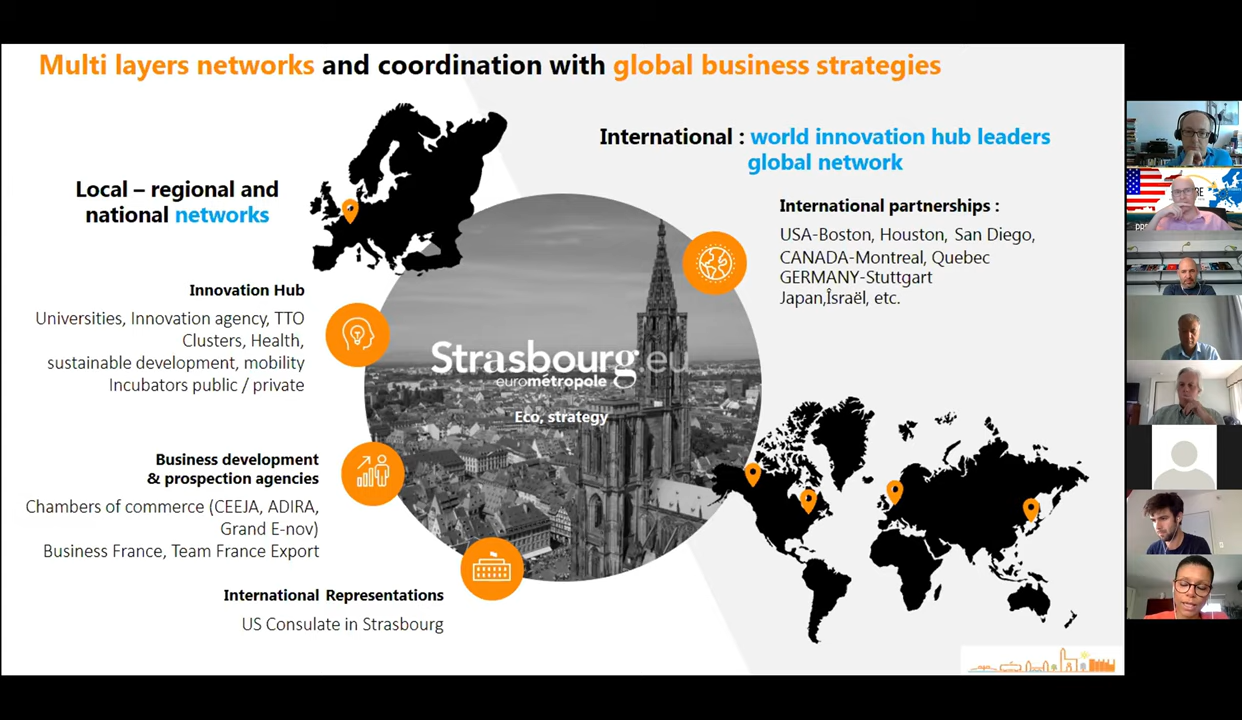 Multi layers networks and coordination with global business strategies
Local – regional and
national networks
Innovation Hub
Universities, Innovation agency, TTO
Clusters, Health,
sustainable development, mobility
Incubators public / private
Business development
& prospection agencies
Chambers of commerce (CEEJA, ADIRA,
Grand E-nov)
Business France, Team France Export
International Representations
US Consulate in Strasbourg
Strasbourg.eu
eurométropole
Eco, strategy
International : world innovation hub leaders
global network
International partnerships :
USA-Boston, Houston, San Diego,
CANADA-Montreal, Quebec
GERMANY-Stuttgart
Japan,Îsraël, etc.